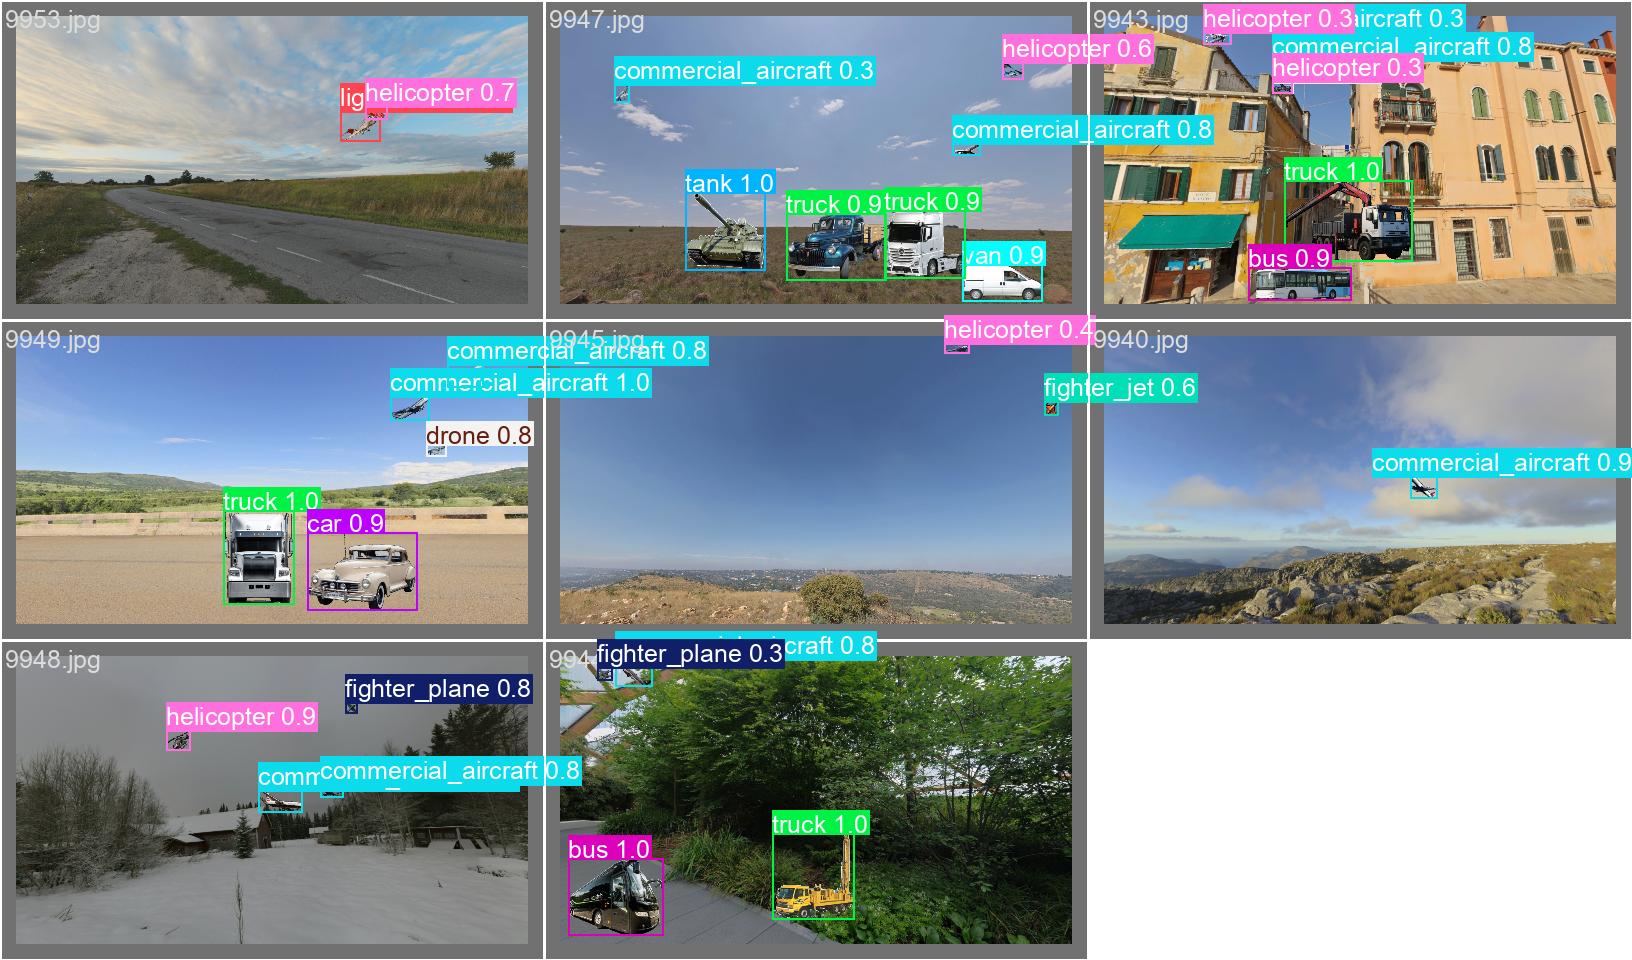 9953.jpg
lig
helicopter 0.7
9947.jpg
commercial_aircraft 0.3
helicopter 0.6
commercial_aircraft 0.8
tank 1.0
truck 0.9
truck 0.9
van 0.9
9943.jpg
helicopter 0.3
aircraft 0.3
commercial_aircraft 0.8
helicopter 0.3
truck 1.0
bus 0.9
9949.jpg
commercial_aircraft 0.8
commercial_aircraft 1.0
drone 0.8
truck 1.0
car 0.9
9945.jpg
helicopter 0.4
fighter_jet 0.6
9940.jpg
commercial_aircraft 0.9
9948.jpg
fighter_plane 0.8
helicopter 0.9
comm
commercial_aircraft 0.8
994
fighter_plane 0.3
craft 0.8
truck 1.0
bus 1.0